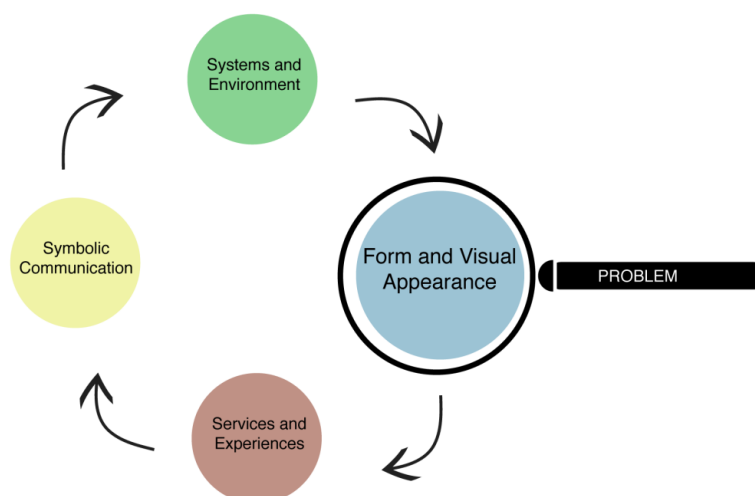 Systems and
Environment
Symbolic
Communication
Form and Visual
Appearance
PROBLEM
Services and
Experiences